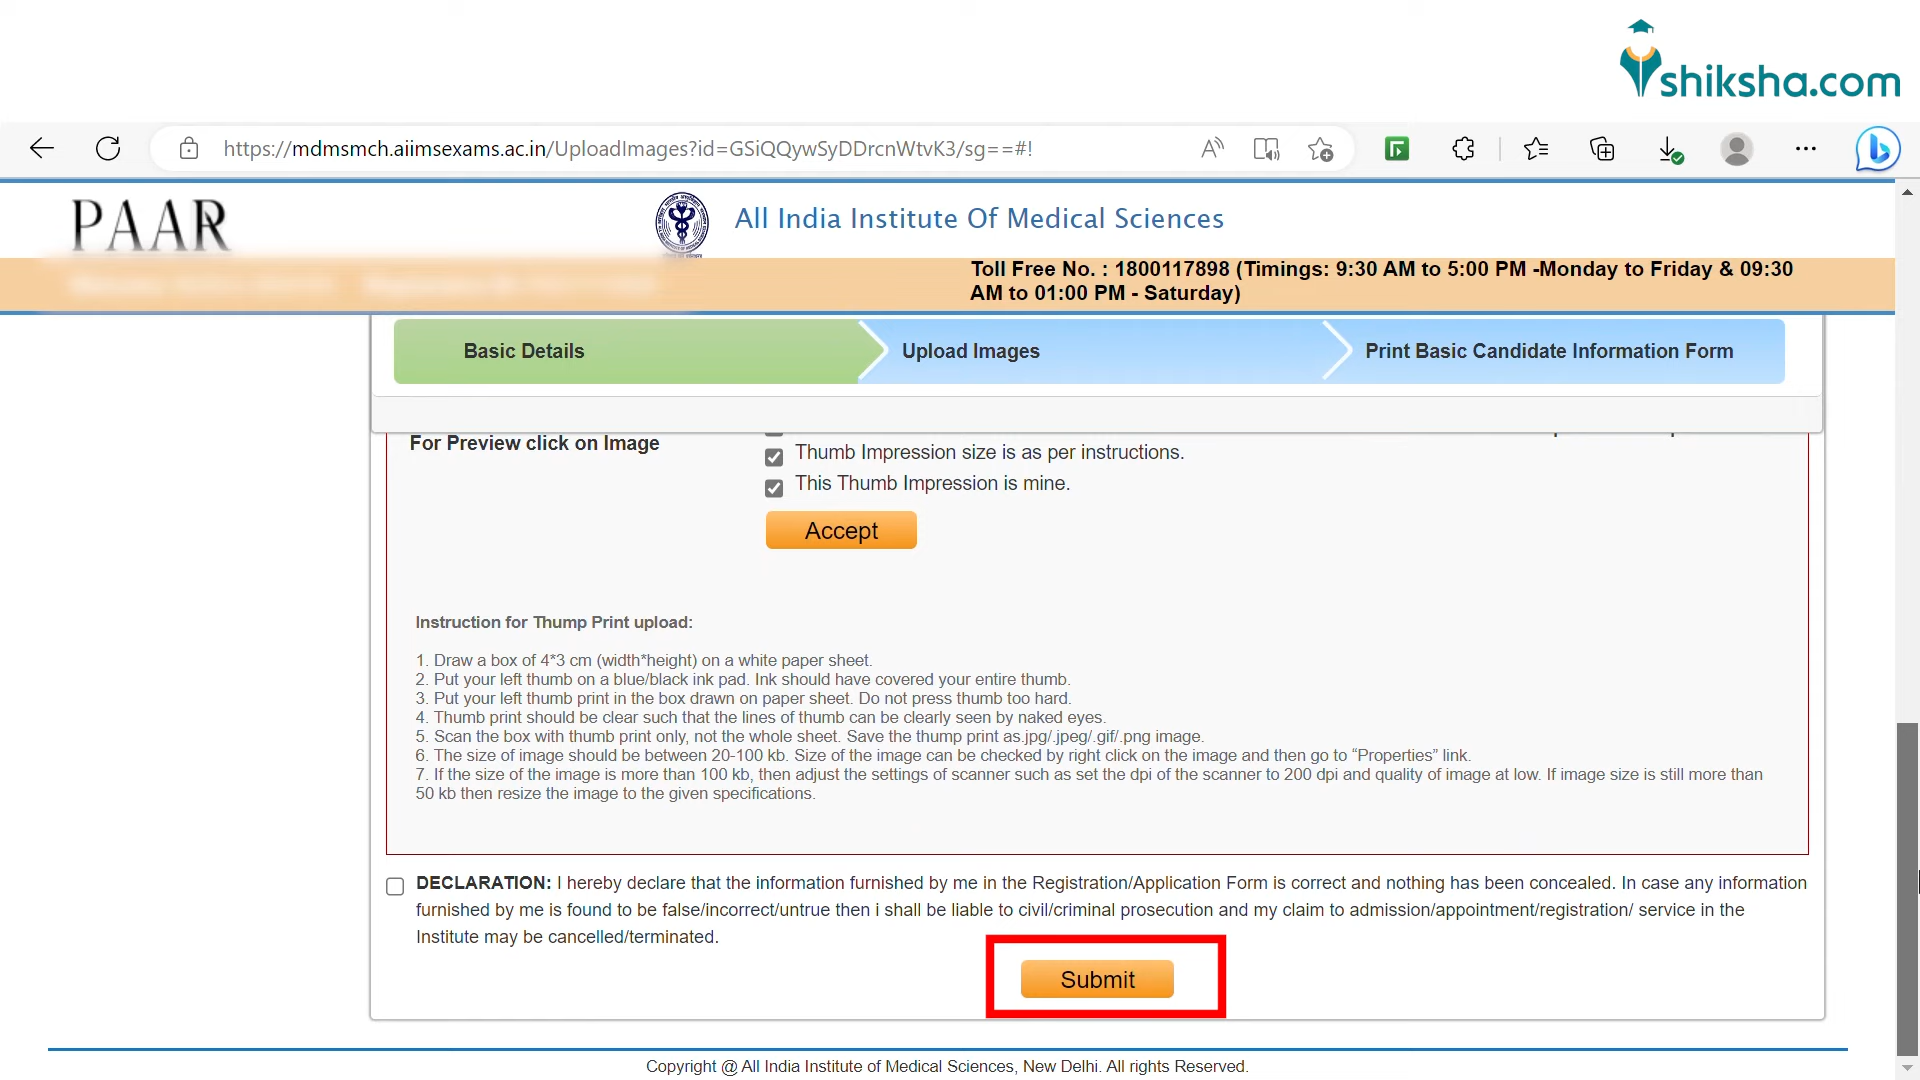 shiksha.com
https://mdmsmch.aiimsexams.ac.in/UploadImages?id=GSiQQywSyDDrcnWtvK3/sg==#!
PAAR
All India Institute Of Medical Sciences
Toll Free No. : 1800117898 (Timings: 9:30 AM to 5:00 PM -Monday to Friday & 09:30
AM to 01:00 PM - Saturday)
Basic Details
Upload Images
Print Basic Candidate Information Form
For Preview click on Image
Thumb Impression size is as per instructions.
This Thumb Impression is mine.
Accept
Instruction for Thump Print upload:
1. Draw a box of 4*3 cm (width*height) on a white paper sheet.
2. Put your left thumb on a blue/black ink pad. Ink should have covered your entire thumb.
3. Put your left thumb print in the box drawn on paper sheet. Do not press thumb too hard.
4. Thumb print should be clear such that the lines of thumb can be clearly seen by naked eyes.
5. Scan the box with thumb print only, not the whole sheet. Save the thump print as.jpg/.jpeg/.gif/.png image.
6. The size of image should be between 20-100 kb. Size of the image can be checked by right click on the image and then go to “Properties” link.
7. If the size of the image is more than 100 kb, then adjust the settings of scanner such as set the dpi of the scanner to 200 dpi and quality of image at low. If image size is still more than
50 kb then resize the image to the given specifications.
DECLARATION: I hereby declare that the information furnished by me in the Registration/Application Form is correct and nothing has been concealed. In case any information
furnished by me is found to be false/incorrect/untrue then i shall be liable to civil/criminal prosecution and my claim to admission/appointment/registration/ service in the
Institute may be cancelled/terminated.
Submit
Copyright @ All India Institute of Medical Sciences, New Delhi. All rights Reserved.